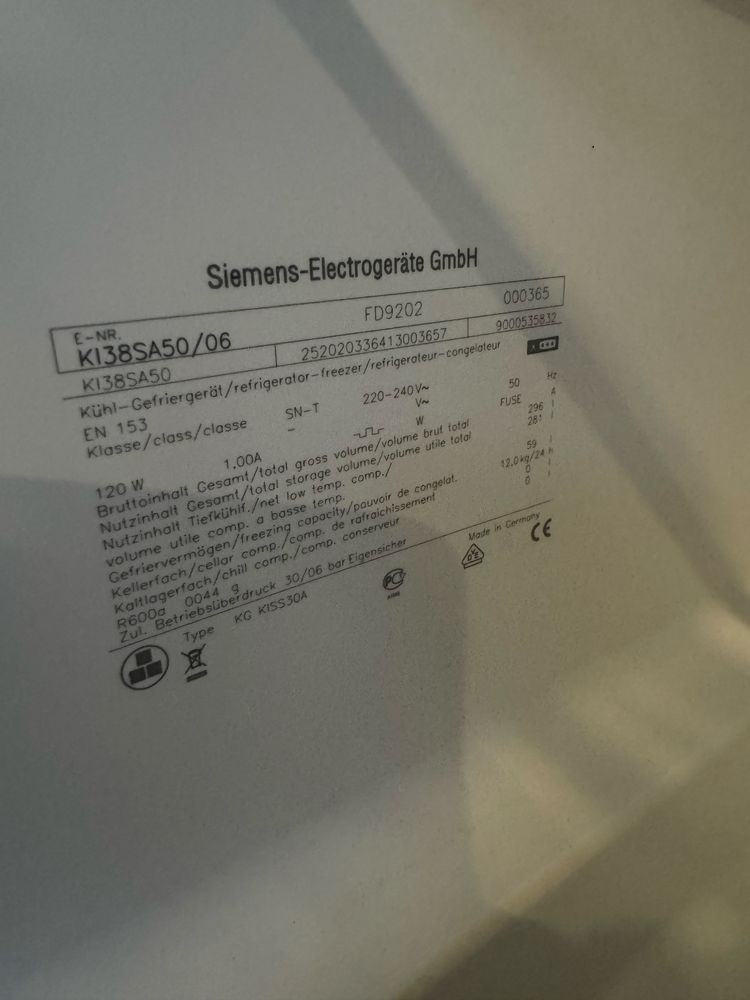 Siemens-Electrogeräte GmbH
E-NR.
KI38SA50/06 FD9202 000365
KI38SA50 252020336413003657 9000535832
Kühl-Gefriergerät/refrigerator-freezer/refrigerateur-congelateur
EN 153
Klasse/class/classe SN-T 220-240V~ 50 Hz
- V~ FUSE A
120 W 1.00A W
Bruttoinhalt Gesamt/total gross volume/volume brut total 296 l
Nutzinhalt Gesamt/total storage volume/volume utile total 281 l
Nutzinhalt Tiefkühlf./net low temp. comp./
volume utile comp. a basse temp. 59 l
Gefriervermögen/freezing capacity/pouvoir de congelat. 12.0kg/24 h
Kellerfach/cellar comp./comp. de rafraichissement 0 l
Kaltlagerfach/chill comp./comp. conserveur 0 l
R600a 0044 g
Zul. Betriebsüberdruck 30/06 bar Eigensicher Made in Germany
Type KG KISS30A